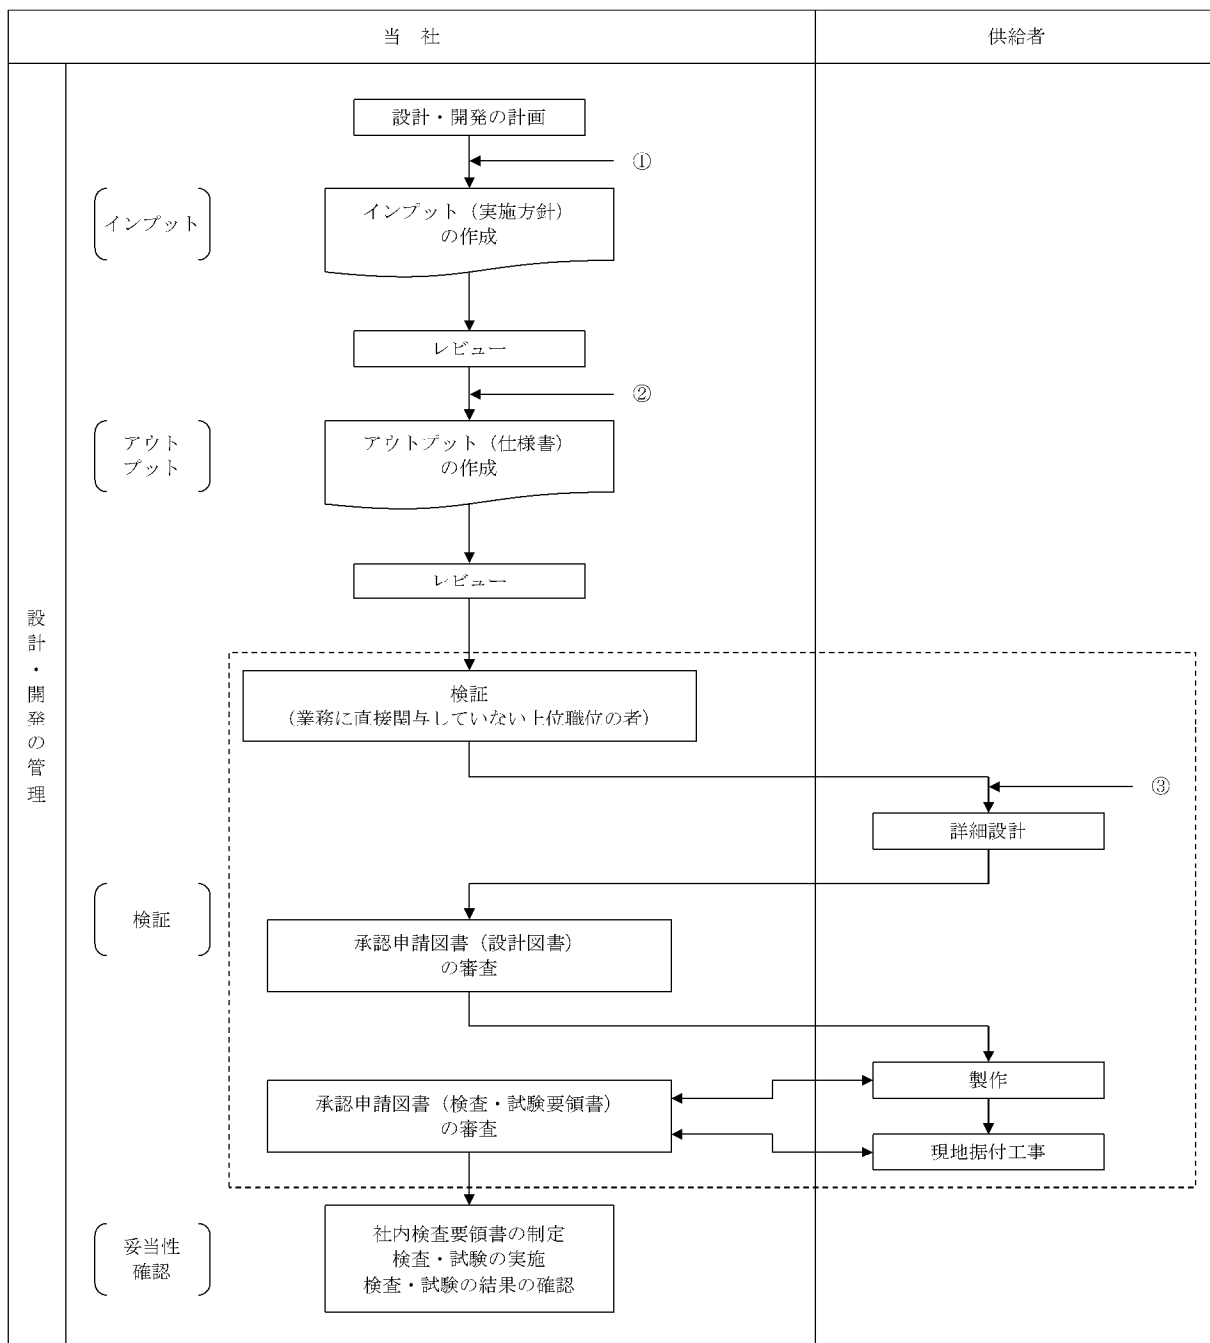 当 社
供給者
設計・開発の計画
①
インプット
インプット（実施方針）
の作成
レビュー
②
アウト
プット
アウトプット（仕様書）
の作成
レビュー
設計・開発の管理
検証
（業務に直接関与していない上位職位の者）
③
詳細設計
検証
承認申請図書（設計図書）
の審査
製作
承認申請図書（検査・試験要領書）
の審査
現地据付工事
妥当性
確認
社内検査要領書の制定
検査・試験の実施
検査・試験の結果の確認